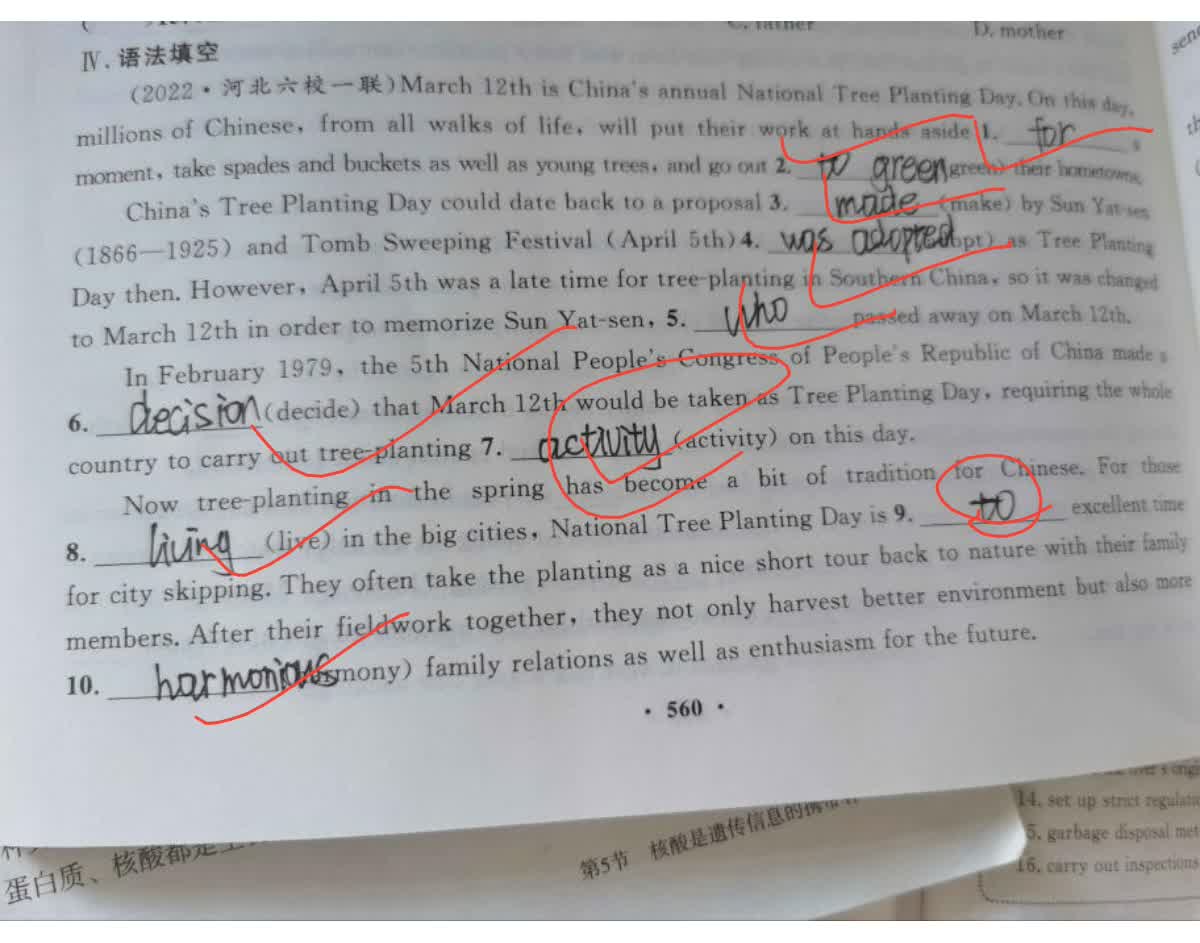 C. father D. mother
Ⅳ. 语法填空
(2022·河北六校一联)March 12th is China's annual National Tree Planting Day. On this day,
millions of Chinese, from all walks of life, will put their work at hands aside 1. for
moment, take spades and buckets as well as young trees, and go out 2. to green green) their hometowns.
China's Tree Planting Day could date back to a proposal 3. made (make) by Sun Yat-sen
(1866—1925) and Tomb Sweeping Festival (April 5th) 4. was adopted opt) as Tree Planting
Day then. However, April 5th was a late time for tree-planting in Southern China, so it was changed
to March 12th in order to memorize Sun Yat-sen, 5. who passed away on March 12th.
In February 1979, the 5th National People's Congress of People's Republic of China made a
6. decision (decide) that March 12th would be taken as Tree Planting Day, requiring the whole
country to carry out tree-planting 7. activity (activity) on this day.
Now tree-planting in the spring has become a bit of tradition for Chinese. For those
8. living (live) in the big cities, National Tree Planting Day is 9. to excellent time
for city skipping. They often take the planting as a nice short tour back to nature with their family
members. After their fieldwork together, they not only harvest better environment but also more
10. harmonious mony) family relations as well as enthusiasm for the future.
· 560 ·
14. set up strict
5. garbage disposal
16. carry out inspections
第5节 核酸是遗传信息的携带
蛋白质、核酸都是